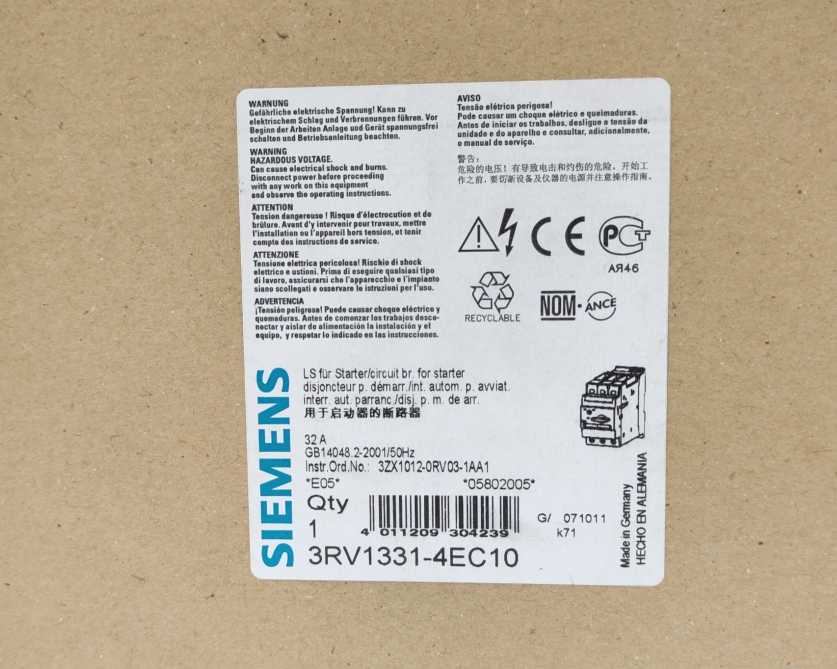 WARNUNG
Gefährliche elektrische Spannung! Kann zu
elektrischem Schlag und Verbrennungen führen. Vor
Beginn der Arbeiten Anlage und Gerät spannungsfrei
schalten und Betriebsanleitung beachten.
WARNING
HAZARDOUS VOLTAGE.
Can cause electrical shock and burns.
Disconnect power before proceeding
with any work on this equipment
and observe the operating instructions.
ATTENTION
Tension dangereuse ! Risque d'électrocution et de
brûlure. Avant d'y intervenir pour travaux, mettre
l'installation ou l'appareil hors tension, et tenir
compte des instructions de service.
ATTENZIONE
Tensione elettrica pericolosa! Rischio di shock
elettrico e ustioni. Prima di eseguire qualsiasi tipo
di lavoro, assicurarsi che l'apparecchio e l'impianto
siano scollegati e osservare le istruzioni per l'uso.
ADVERTENCIA
¡Tensión peligrosa! Puede causar choque eléctrico y
quemaduras. Antes de comenzar los trabajos desco-
nectar y aislar de alimentación la instalación y el
equipo, y respetar lo indicado en las instrucciones.
AVISO
Tensão elétrica perigosa!
Pode causar um choque elétrico e queimaduras.
Antes de iniciar os trabalhos, desligue a tensão da
unidade e do aparelho e consultar, adicionalmente,
o manual de serviço.
警告:
危险的电压! 有导致电击和灼伤的危险。开始工
作之前,要切断设备及仪器的电源并注意操作指南。
CE
РСТ
АЯ46
RECYCLABLE
NOM-ANCE
SIEMENS
LS für Starter/circuit br. for starter
disjoncteur p. démarr./int. autom. p. avviat.
interr. aut. parranc./disj. p. m. de arr.
用于启动器的断路器
32 A
GB14048.2-2001/50Hz
Instr.Ord.No.: 3ZX1012-0RV03-1AA1
*E05* *05802005*
Qty
1
4 011209 304239
G/ 071011
k71
3RV1331-4EC10
Made in Germany
HECHO EN ALEMANIA